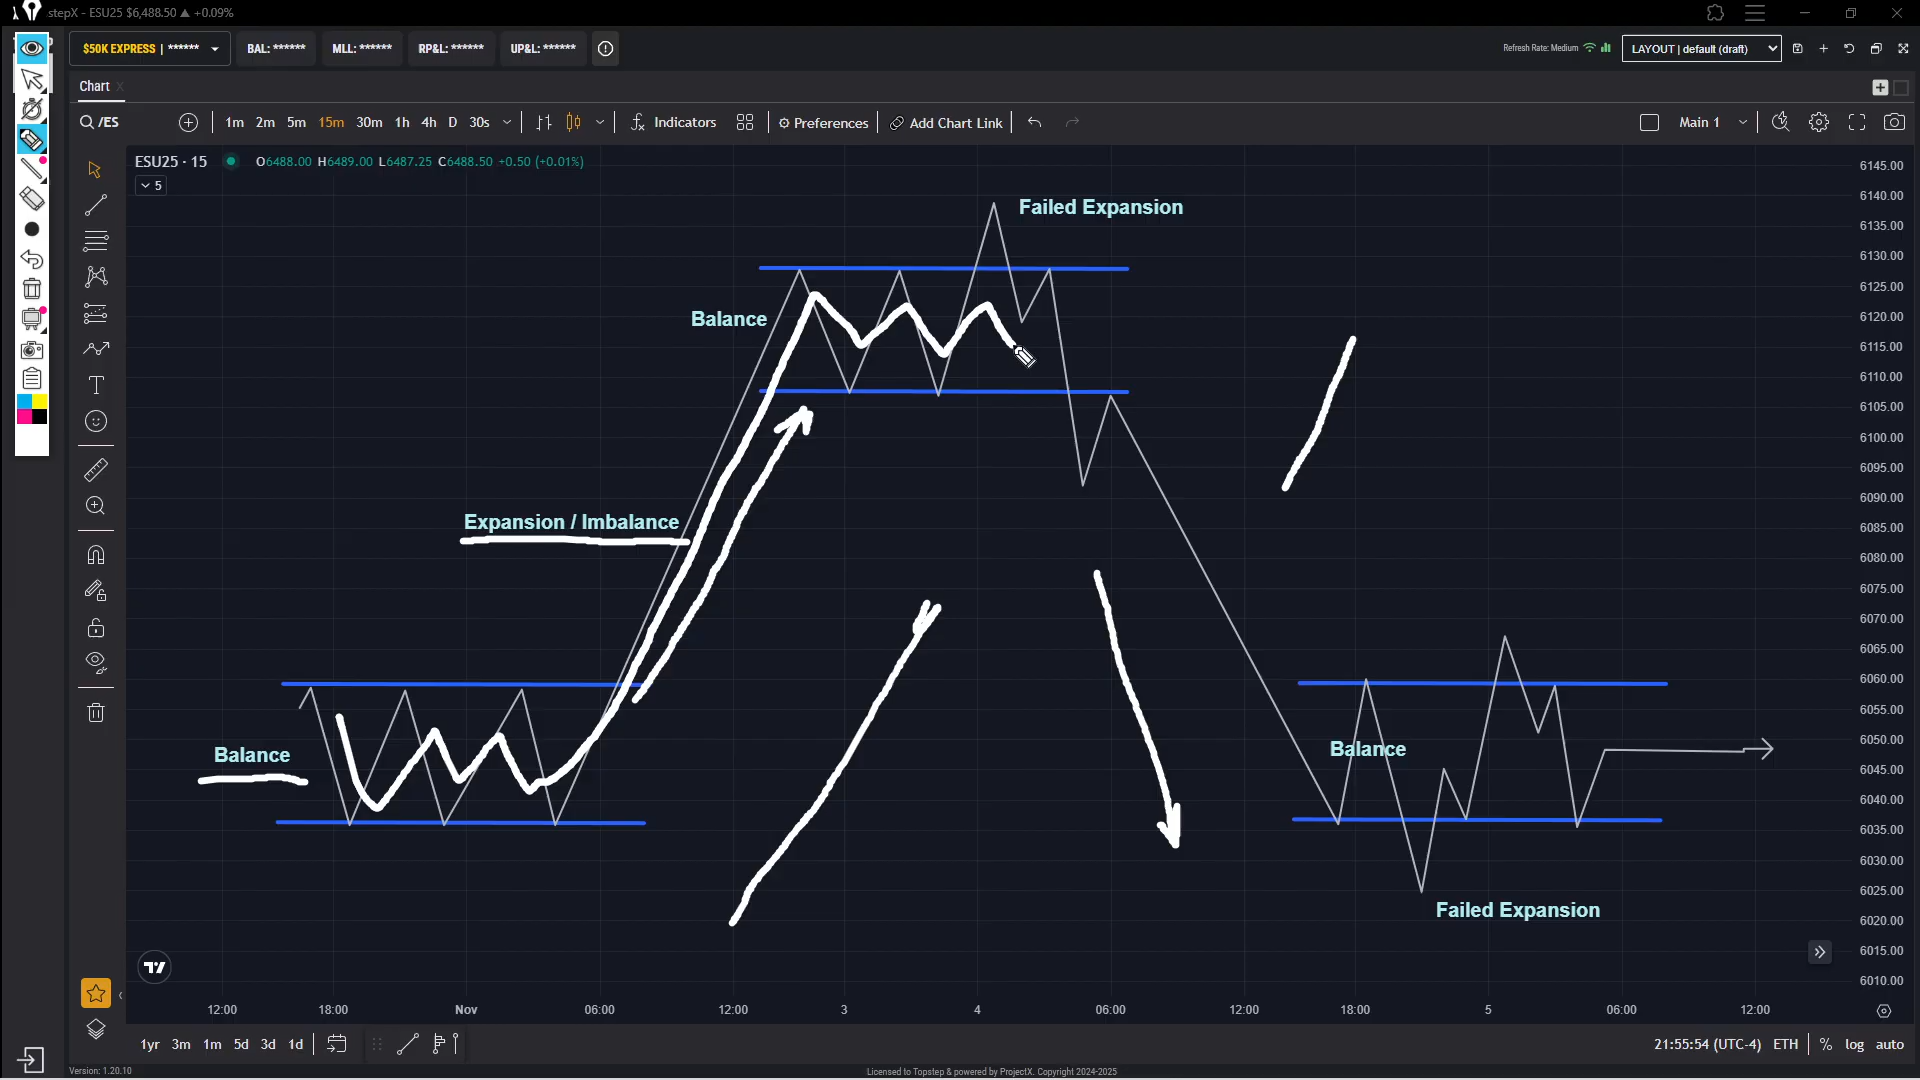 stepX - ESU25 $6,488.50 ▲ +0.09%
$50K EXPRESS | ******
BAL: ******
MLL: ******
RP&L: ******
UP&L: ******
Refresh Rate: Medium
LAYOUT | default (draft)
Chart
/ES
1m 2m 5m 15m 30m 1h 4h D 30s
Indicators
Preferences
Add Chart Link
Main 1
ESU25 · 15
O6488.00 H6489.00 L6487.25 C6488.50 +0.50 (+0.01%)
5
6145.00
6140.00
6135.00
6130.00
6125.00
6120.00
6115.00
6110.00
6105.00
6100.00
6095.00
6090.00
6085.00
6080.00
6075.00
6070.00
6065.00
6060.00
6055.00
6050.00
6045.00
6040.00
6035.00
6030.00
6025.00
6020.00
6015.00
6010.00
Failed Expansion
Balance
Expansion / Imbalance
Balance
Balance
Failed Expansion
12:00 18:00 Nov 06:00 12:00 3 4 06:00 12:00 18:00 5 06:00 12:00
1yr 3m 1m 5d 3d 1d
21:55:54 (UTC-4) ETH % log auto
Version: 1.20.10
Licensed to Topstep & powered by ProjectX. Copyright 2024-2025